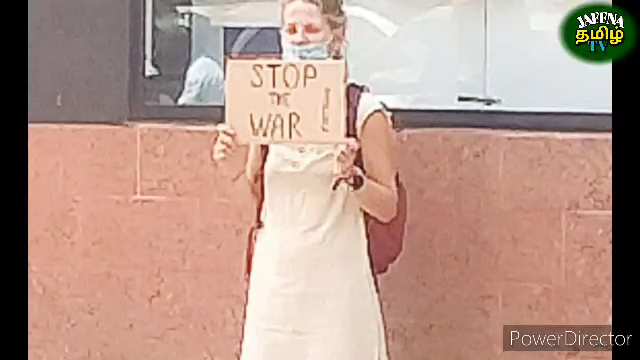 JAFFNA
தமிழ்
TV
STOP
THE
WAR !
PowerDirector